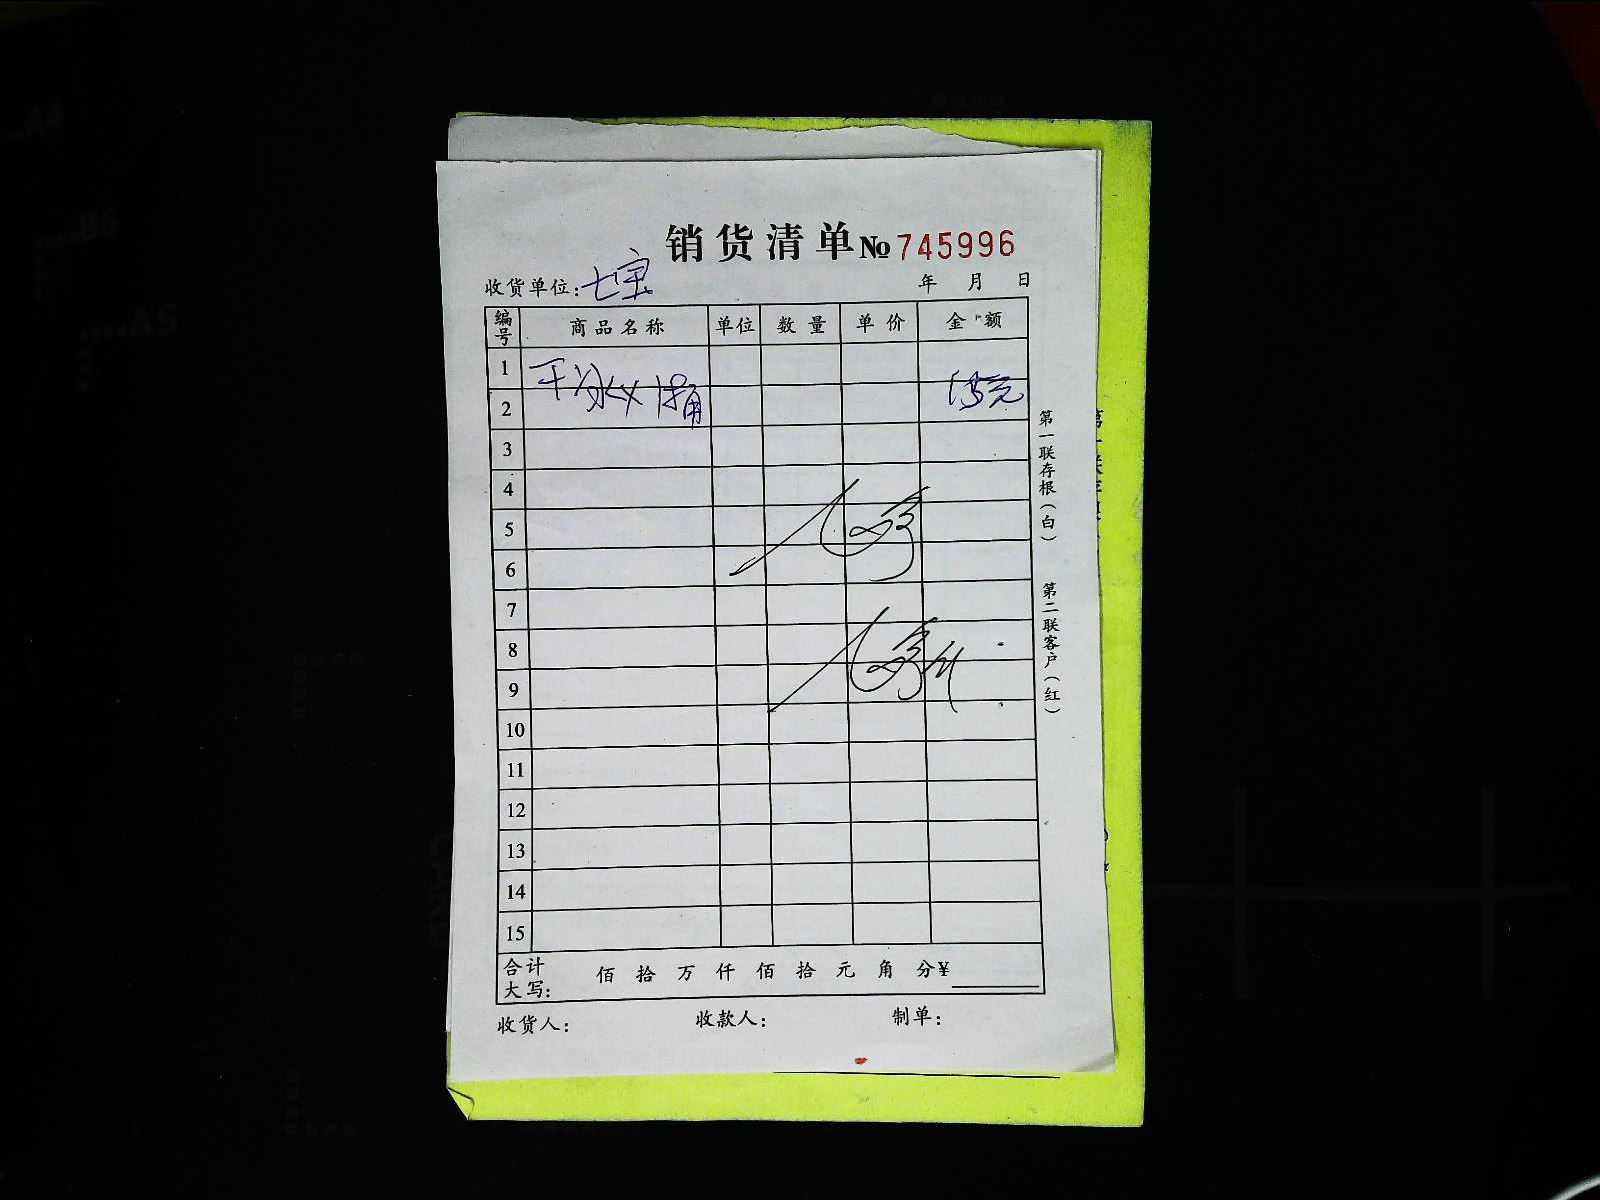 销货清单 № 745996
收货单位: 七宝 年 月 日
编号 商品名称 单位 数量 单价 金额
1
2
3
4
5
6
7
8
9
10
11
12
13
14
15
合计大写: 佰 拾 万 仟 佰 拾 元 角 分 ¥
收货人: 收款人: 制单:
第一联存根（白）
第二联客户（红）